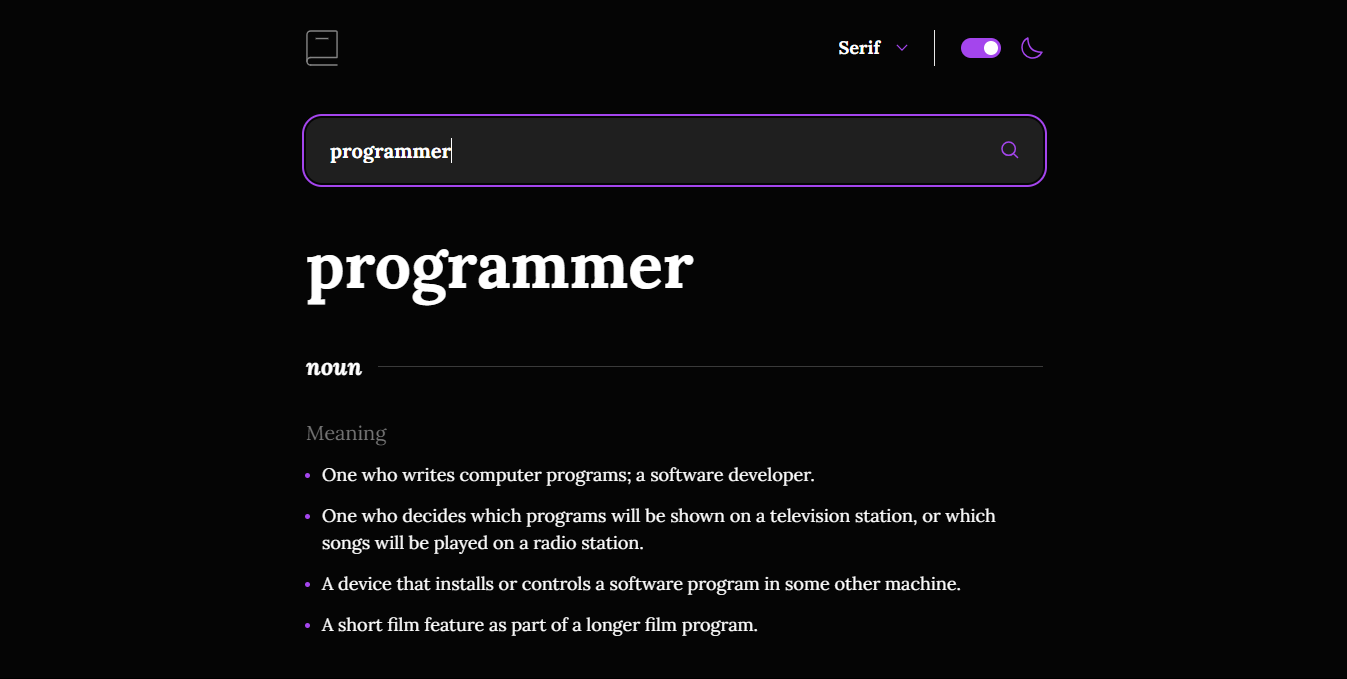 Serif
programmer
programmer
noun
Meaning
One who writes computer programs; a software developer.
One who decides which programs will be shown on a television station, or which
songs will be played on a radio station.
A device that installs or controls a software program in some other machine.
A short film feature as part of a longer film program.